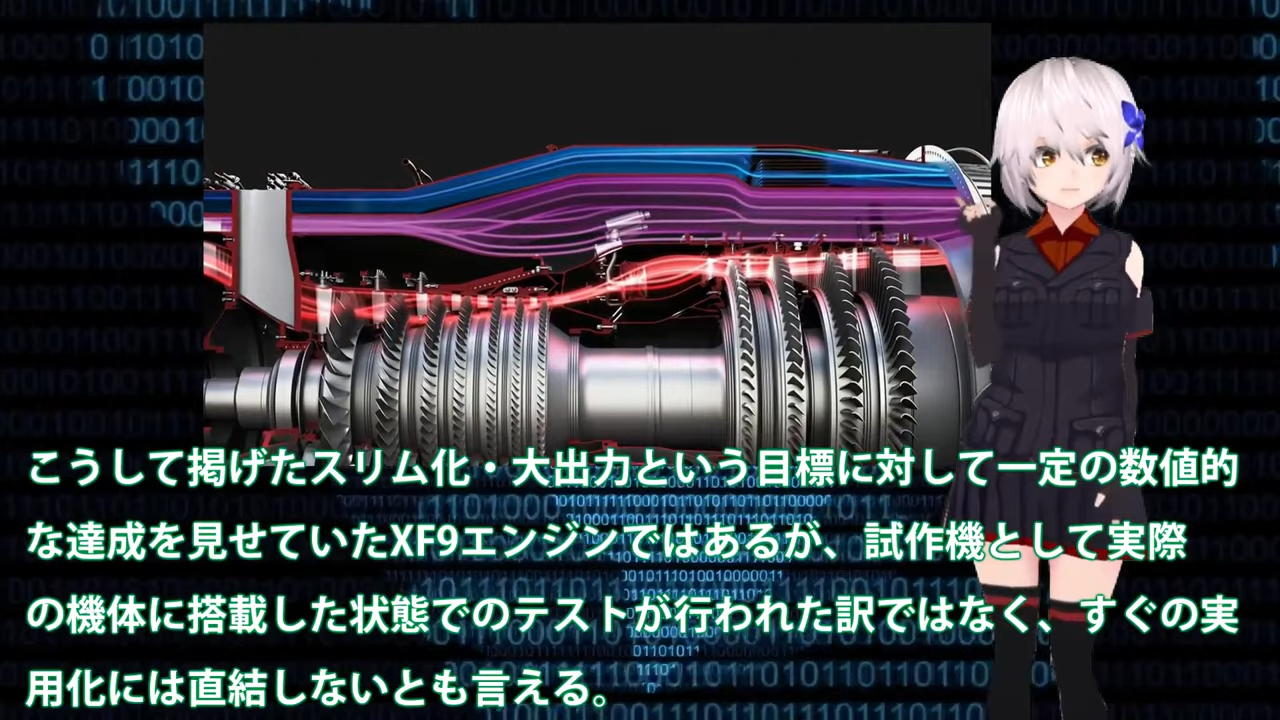 こうして掲げたスリム化・大出力という目標に対して一定の数値的
な達成を見せていたXF9エンジンではあるが、試作機として実際
の機体に搭載した状態でのテストが行われた訳ではなく、すぐの実
用化には直結しないとも言える。